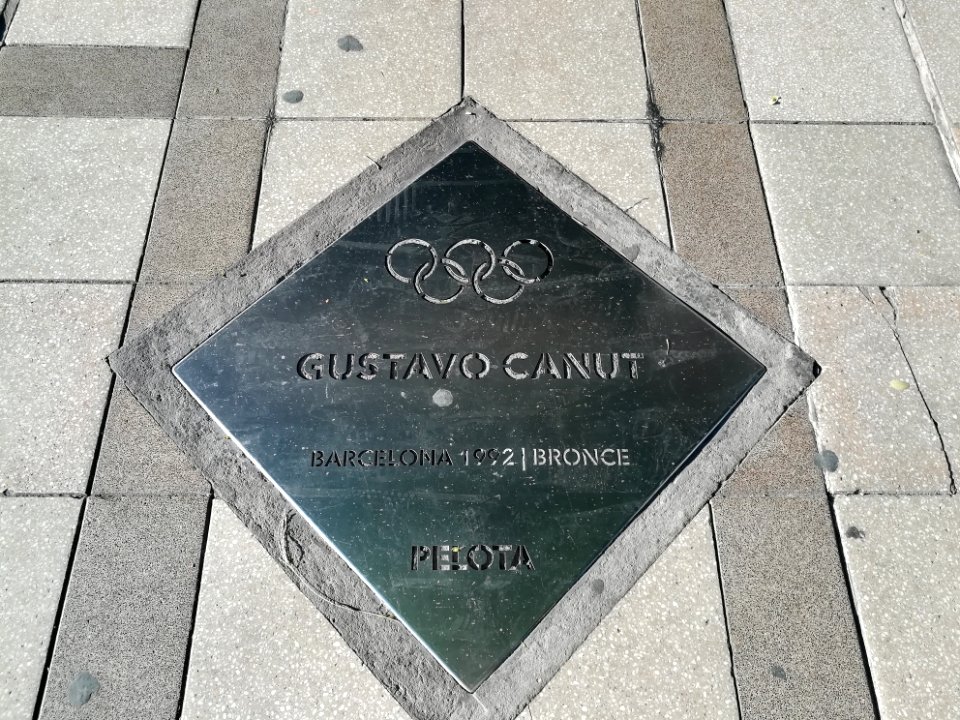 GUSTAVO CANUT
BARCELONA 1992 | BRONCE
PELOTA